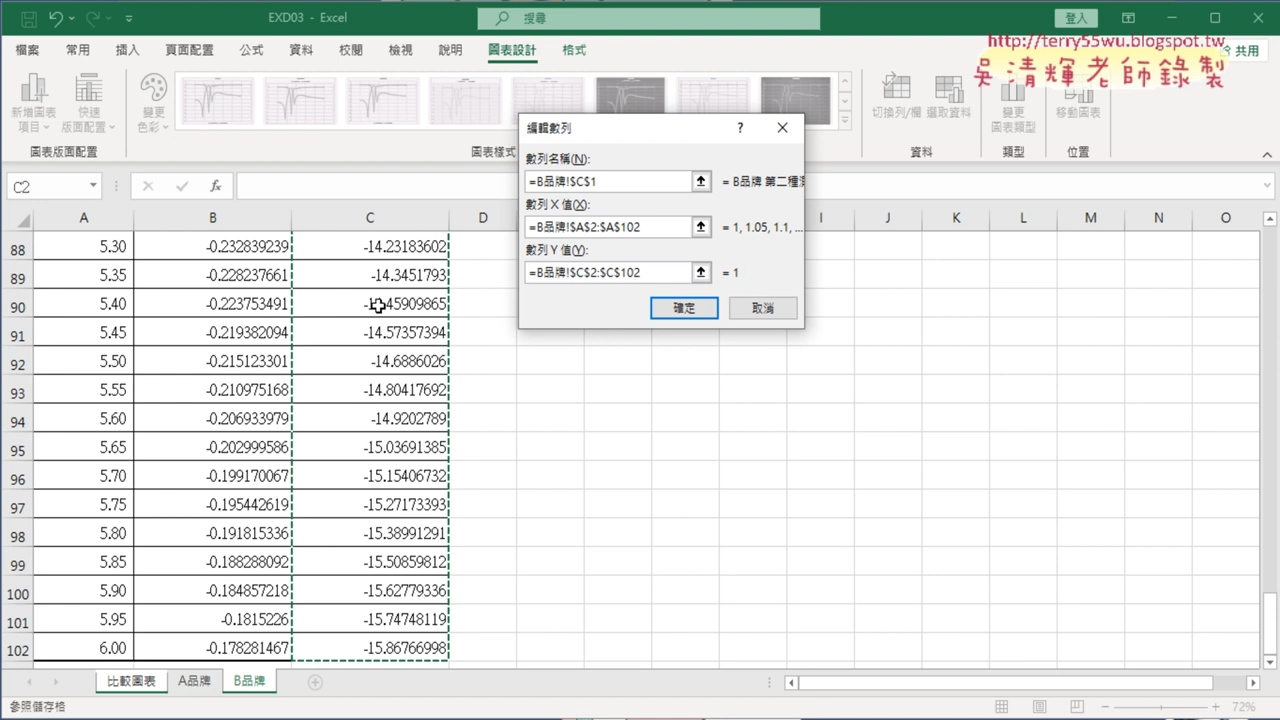 EXD03 - Excel
搜尋
登入
檔案 常用 插入 頁面配置 公式 資料 校閱 檢視 說明 圖表設計 格式
共用
http://terry55wu.blogspot.tw
吳清輝老師錄製
新增圖表項目
快速版面配置
變更色彩
切換列/欄
選取資料
變更圖表類型
移動圖表
圖表版面配置
圖表樣式
資料
類型
位置
編輯數列
?
數列名稱(N):
=B品牌!$C$1
= B品牌 第二種
數列 X 值(X):
=B品牌!$A$2:$A$102
= 1, 1.05, 1.1, ...
數列 Y 值(Y):
=B品牌!$C$2:$C$102
= 1
確定 取消
C2
fx
A B C D I J K L M N O
88 5.30 -0.232839239 -14.23183602
89 5.35 -0.228237661 -14.3451793
90 5.40 -0.223753491 45909865
91 5.45 -0.219382094 -14.57357394
92 5.50 -0.215123301 -14.6886026
93 5.55 -0.210975168 -14.80417692
94 5.60 -0.206933979 -14.9202789
95 5.65 -0.202999586 -15.03691385
96 5.70 -0.199170067 -15.15406732
97 5.75 -0.195442619 -15.27173393
98 5.80 -0.191815336 -15.38991291
99 5.85 -0.188288092 -15.50859812
100 5.90 -0.184857218 -15.62779336
101 5.95 -0.1815226 -15.74748119
102 6.00 -0.178281467 -15.86766998
比較圖表 A品牌 B品牌
參照儲存格
72%